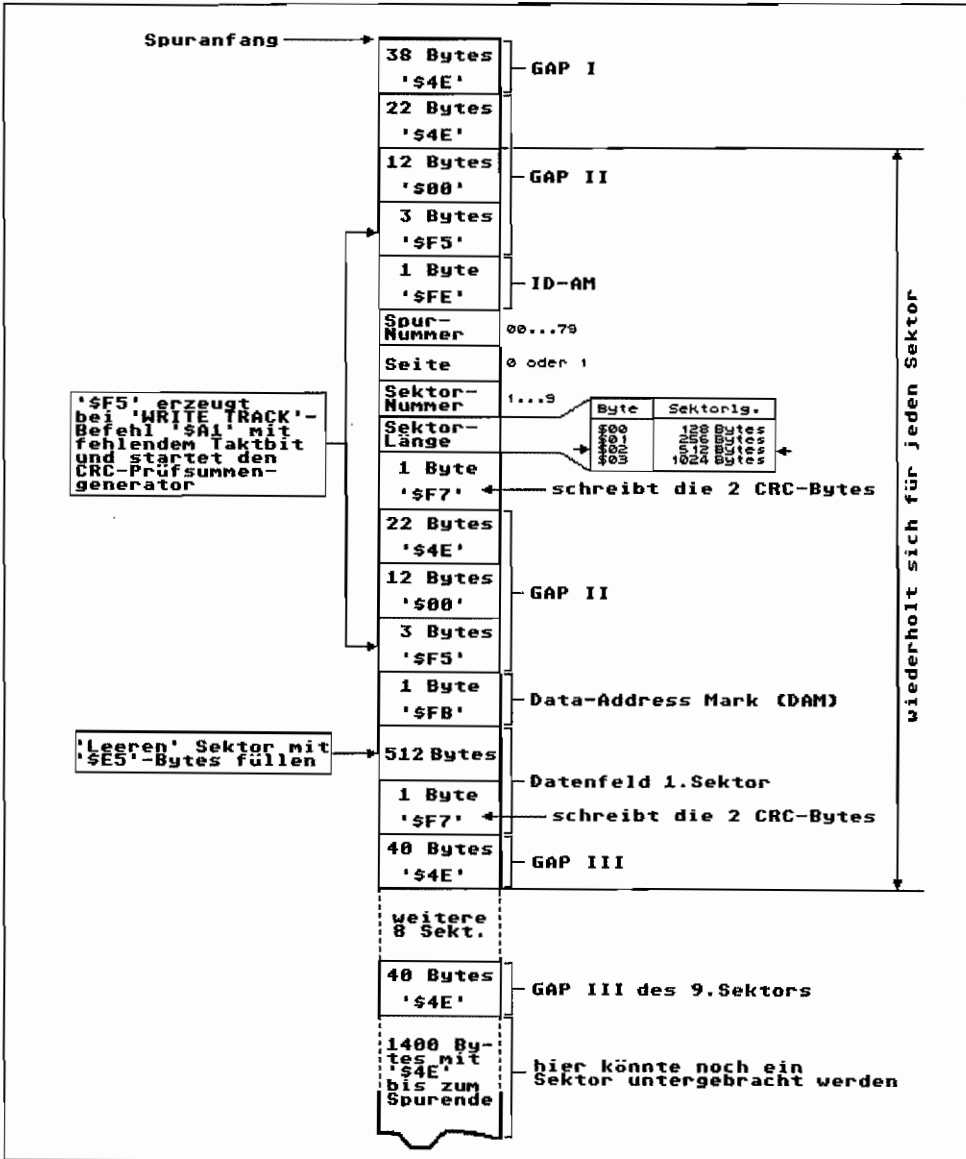 Spuranfang
38 Bytes
'$4E'
GAP I
22 Bytes
'$4E'
12 Bytes
'$00'
GAP II
3 Bytes
'$F5'
1 Byte
'$FE'
ID-AM
Spur-
Nummer
00...79
Seite
0 oder 1
Sektor-
Nummer
1...9
Sektor-
Länge
Byte Sektorlg.
$00 128 Bytes
$01 256 Bytes
$02 512 Bytes
$03 1024 Bytes
'$F5' erzeugt
bei 'WRITE TRACK'-
Befehl '$A1' mit
fehlendem Taktbit
und startet den
CRC-Prüfsummen-
generator
1 Byte
'$F7'
schreibt die 2 CRC-Bytes
22 Bytes
'$4E'
12 Bytes
'$00'
GAP II
3 Bytes
'$F5'
1 Byte
'$FB'
Data-Address Mark (DAM)
'Leeren' Sektor mit
'$E5'-Bytes füllen
512 Bytes
Datenfeld 1.Sektor
1 Byte
'$F7'
schreibt die 2 CRC-Bytes
40 Bytes
'$4E'
GAP III
wiederholt sich für jeden Sektor
weitere
8 Sekt.
40 Bytes
'$4E'
GAP III des 9.Sektors
1400 By-
tes mit
'$4E'
bis zum
Spurende
hier könnte noch ein
Sektor untergebracht werden